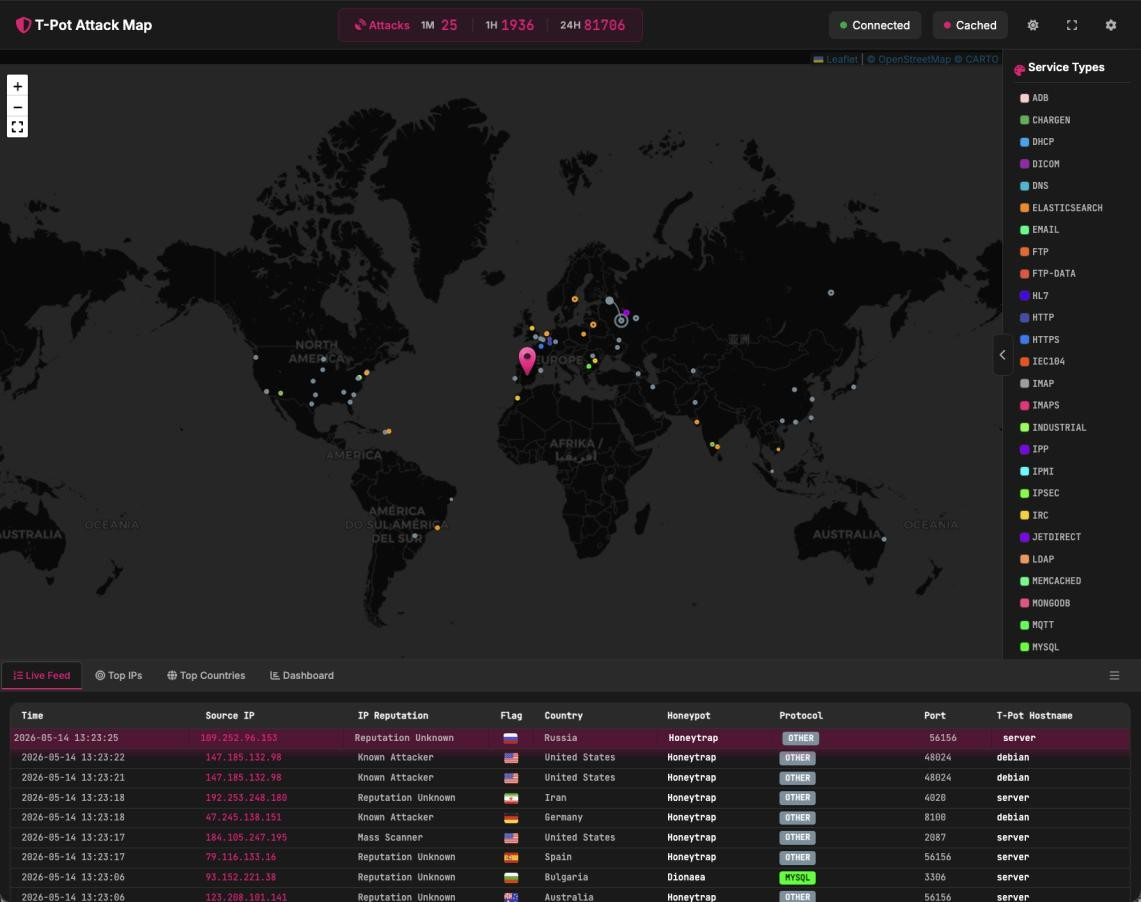 T-Pot Attack Map
Attacks 1M 25 1H 1936 24H 81706
Connected
Cached
Leaflet | © OpenStreetMap © CARTO
+
−
NORTH
AMERICA
AMERICA
AMÉRICA
DO SUL/AMÉRICA
DEL SUR
EUROPE
AFRIKA /
أفريقيا
亚洲
OCEANIA
AUSTRALIA
OCEANIA
AUSTRALIA
Service Types
ADB
CHARGEN
DHCP
DICOM
DNS
ELASTICSEARCH
EMAIL
FTP
FTP-DATA
HL7
HTTP
HTTPS
IEC104
IMAP
IMAPS
INDUSTRIAL
IPP
IPMI
IPSEC
IRC
JETDIRECT
LDAP
MEMCACHED
MONGODB
MQTT
MYSQL
Live Feed Top IPs Top Countries Dashboard
Time Source IP IP Reputation Flag Country Honeypot Protocol Port T-Pot Hostname
2026-05-14 13:23:25 109.252.96.153 Reputation Unknown Russia Honeytrap OTHER 56156 server
2026-05-14 13:23:22 147.185.132.98 Known Attacker United States Honeytrap OTHER 48024 debian
2026-05-14 13:23:21 147.185.132.98 Known Attacker United States Honeytrap OTHER 48024 debian
2026-05-14 13:23:18 192.253.248.180 Reputation Unknown Iran Honeytrap OTHER 4020 server
2026-05-14 13:23:18 47.245.138.151 Known Attacker Germany Honeytrap OTHER 8100 debian
2026-05-14 13:23:17 184.105.247.195 Mass Scanner United States Honeytrap OTHER 2087 server
2026-05-14 13:23:17 79.116.133.16 Reputation Unknown Spain Honeytrap OTHER 56156 server
2026-05-14 13:23:06 93.152.221.38 Reputation Unknown Bulgaria Dionaea MYSQL 3306 server
2026-05-14 13:23:06 123.208.101.141 Reputation Unknown Australia Honeytrap OTHER 56156 server